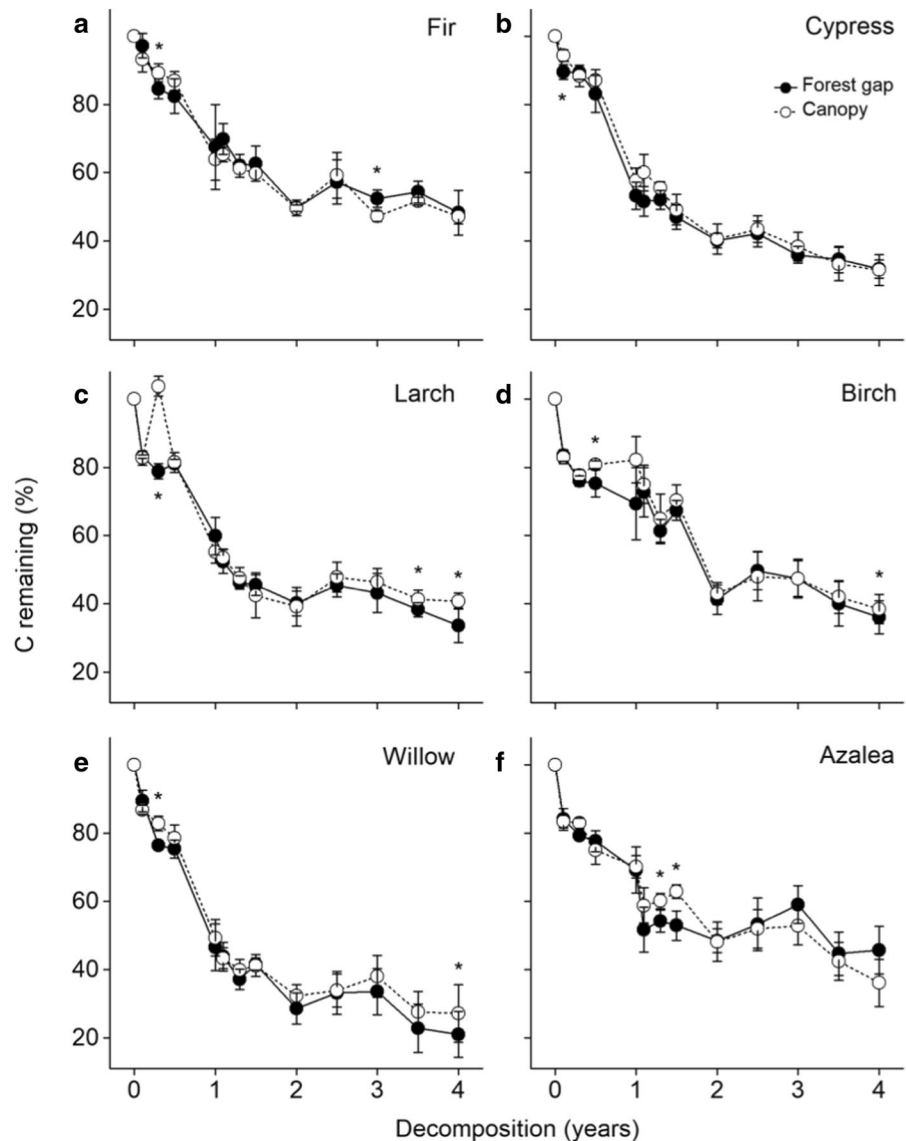 a
Fir
*
*
80
60
40
20
b
Cypress
Forest gap
Canopy
*
c
Larch
*
*
*
80
60
40
20
d
Birch
*
*
C remaining (%)
e
Willow
*
*
80
60
40
20
f
Azalea
*
*
0 1 2 3 4
0 1 2 3 4
Decomposition (years)